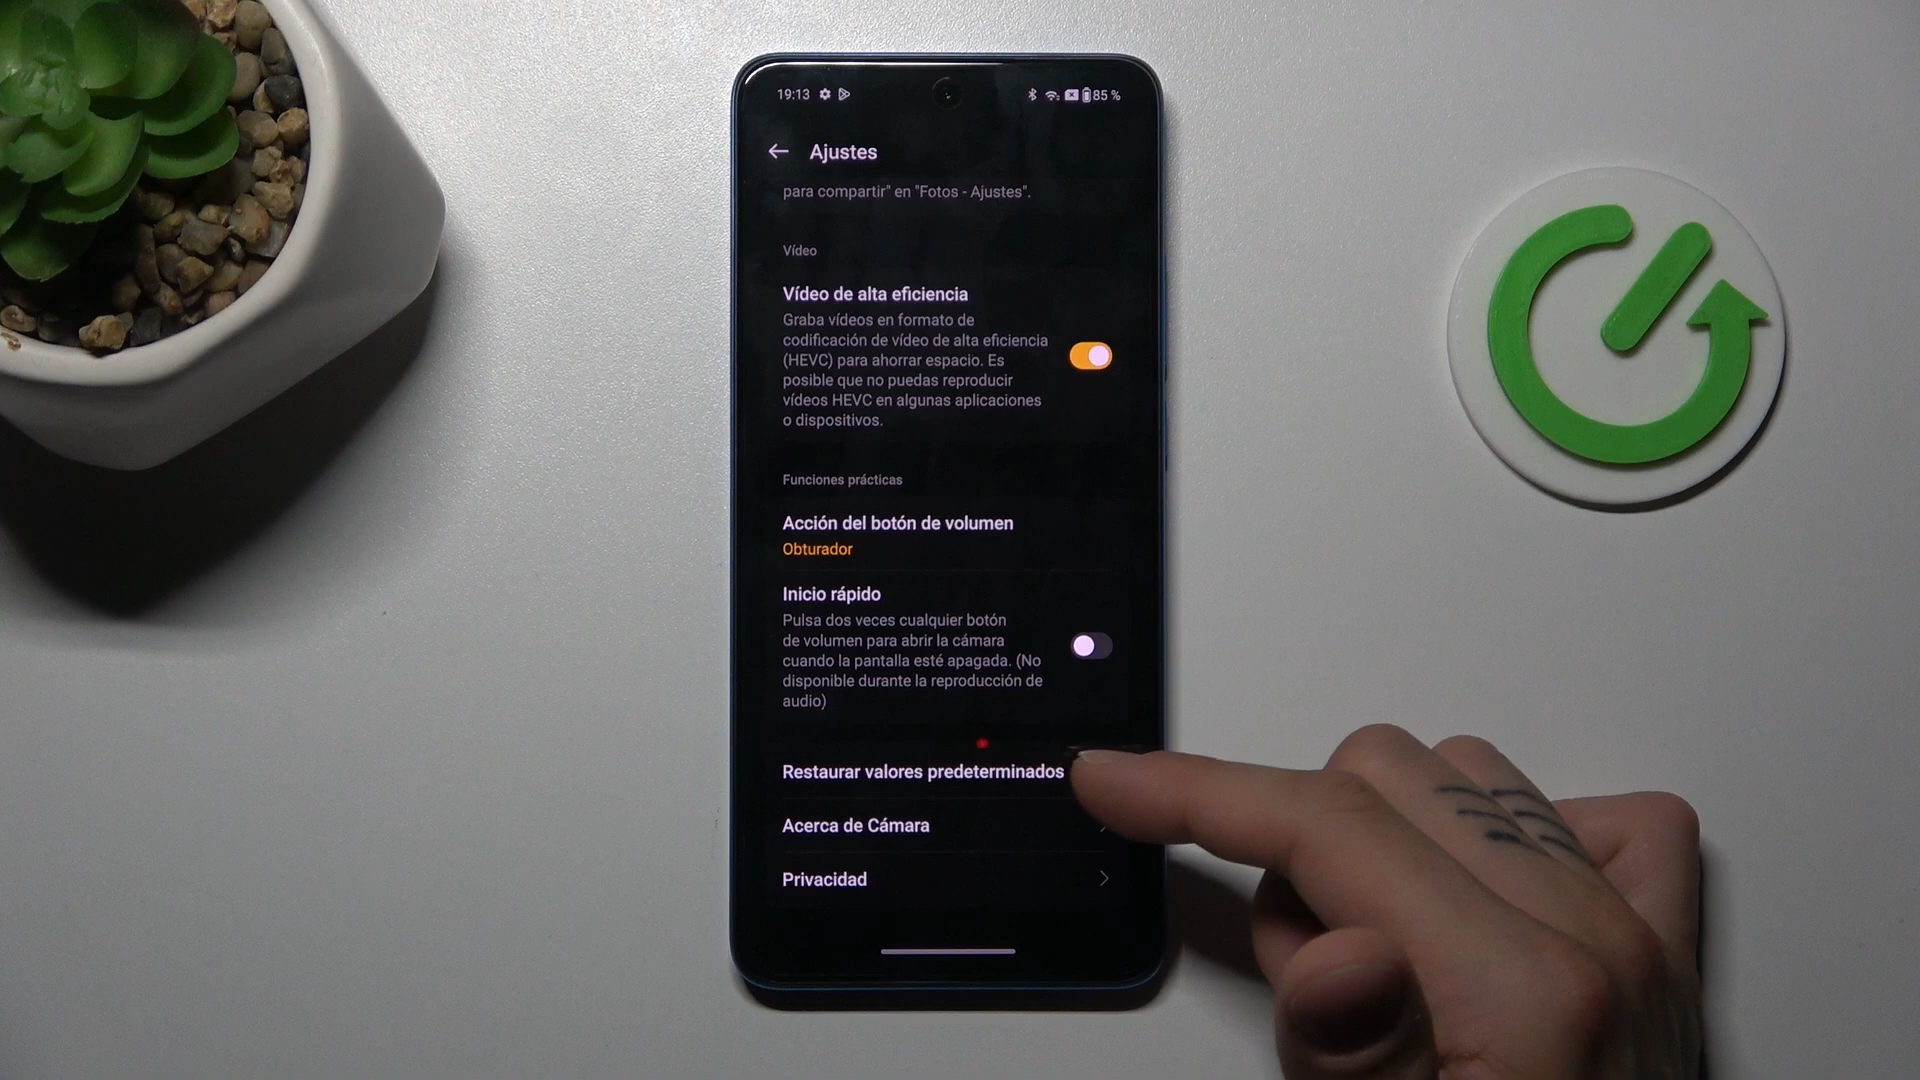 19:13 85 %
Ajustes
para compartir" en "Fotos - Ajustes".
Vídeo
Vídeo de alta eficiencia
Graba vídeos en formato de
codificación de vídeo de alta eficiencia
(HEVC) para ahorrar espacio. Es
posible que no puedas reproducir
vídeos HEVC en algunas aplicaciones
o dispositivos.
Funciones prácticas
Acción del botón de volumen
Obturador
Inicio rápido
Pulsa dos veces cualquier botón
de volumen para abrir la cámara
cuando la pantalla esté apagada. (No
disponible durante la reproducción de
audio)
Restaurar valores predeterminados
Acerca de Cámara
Privacidad